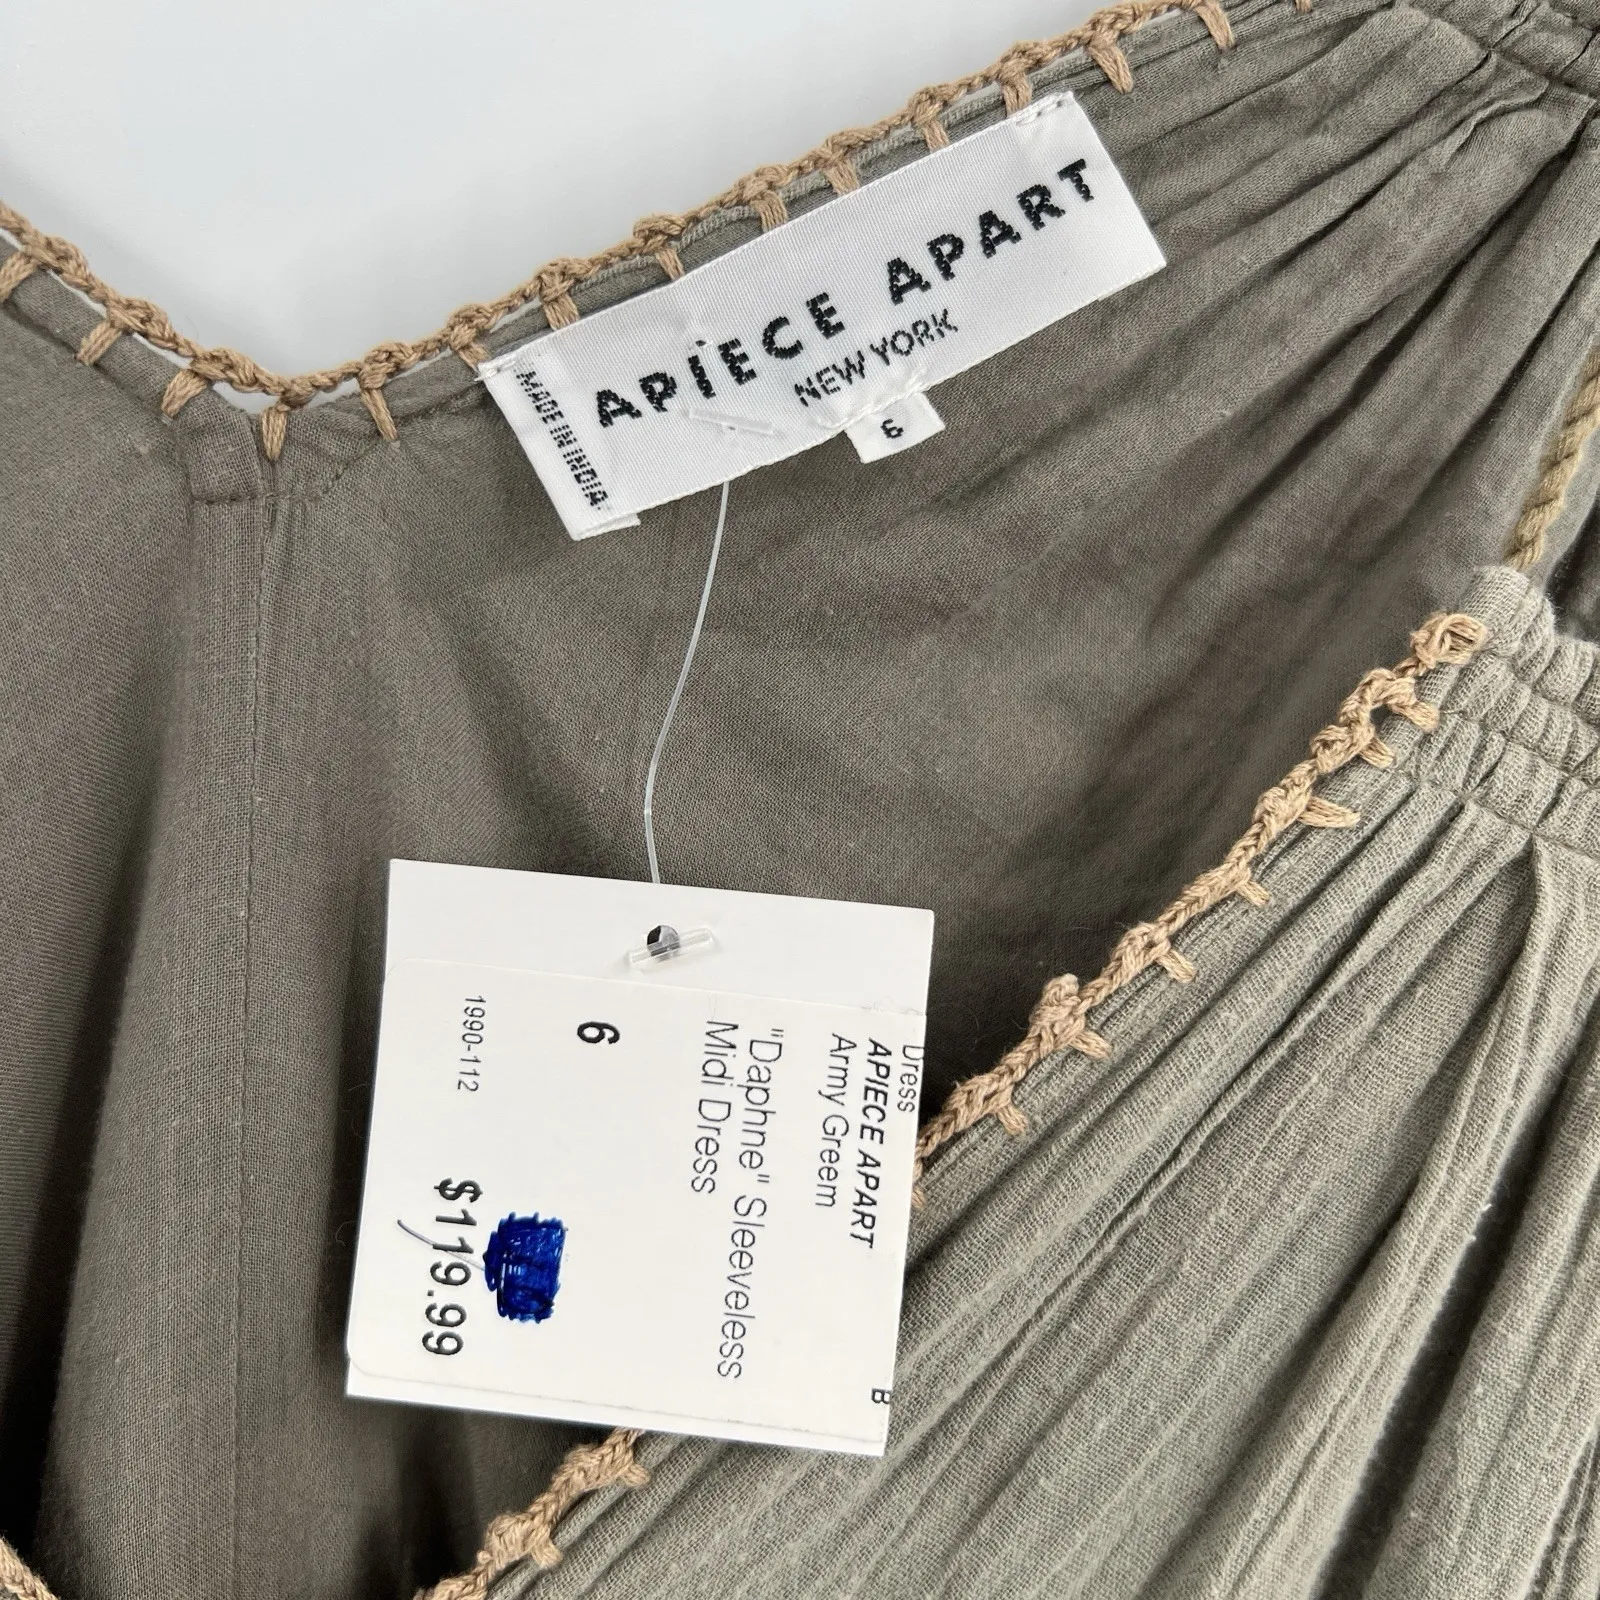 APIECE APART
NEW YORK
MADE IN INDIA
6
Dress
APIECE APART
Army Greem
B
"Daphne" Sleeveless
Midi Dress
6
1990-112
$119.99